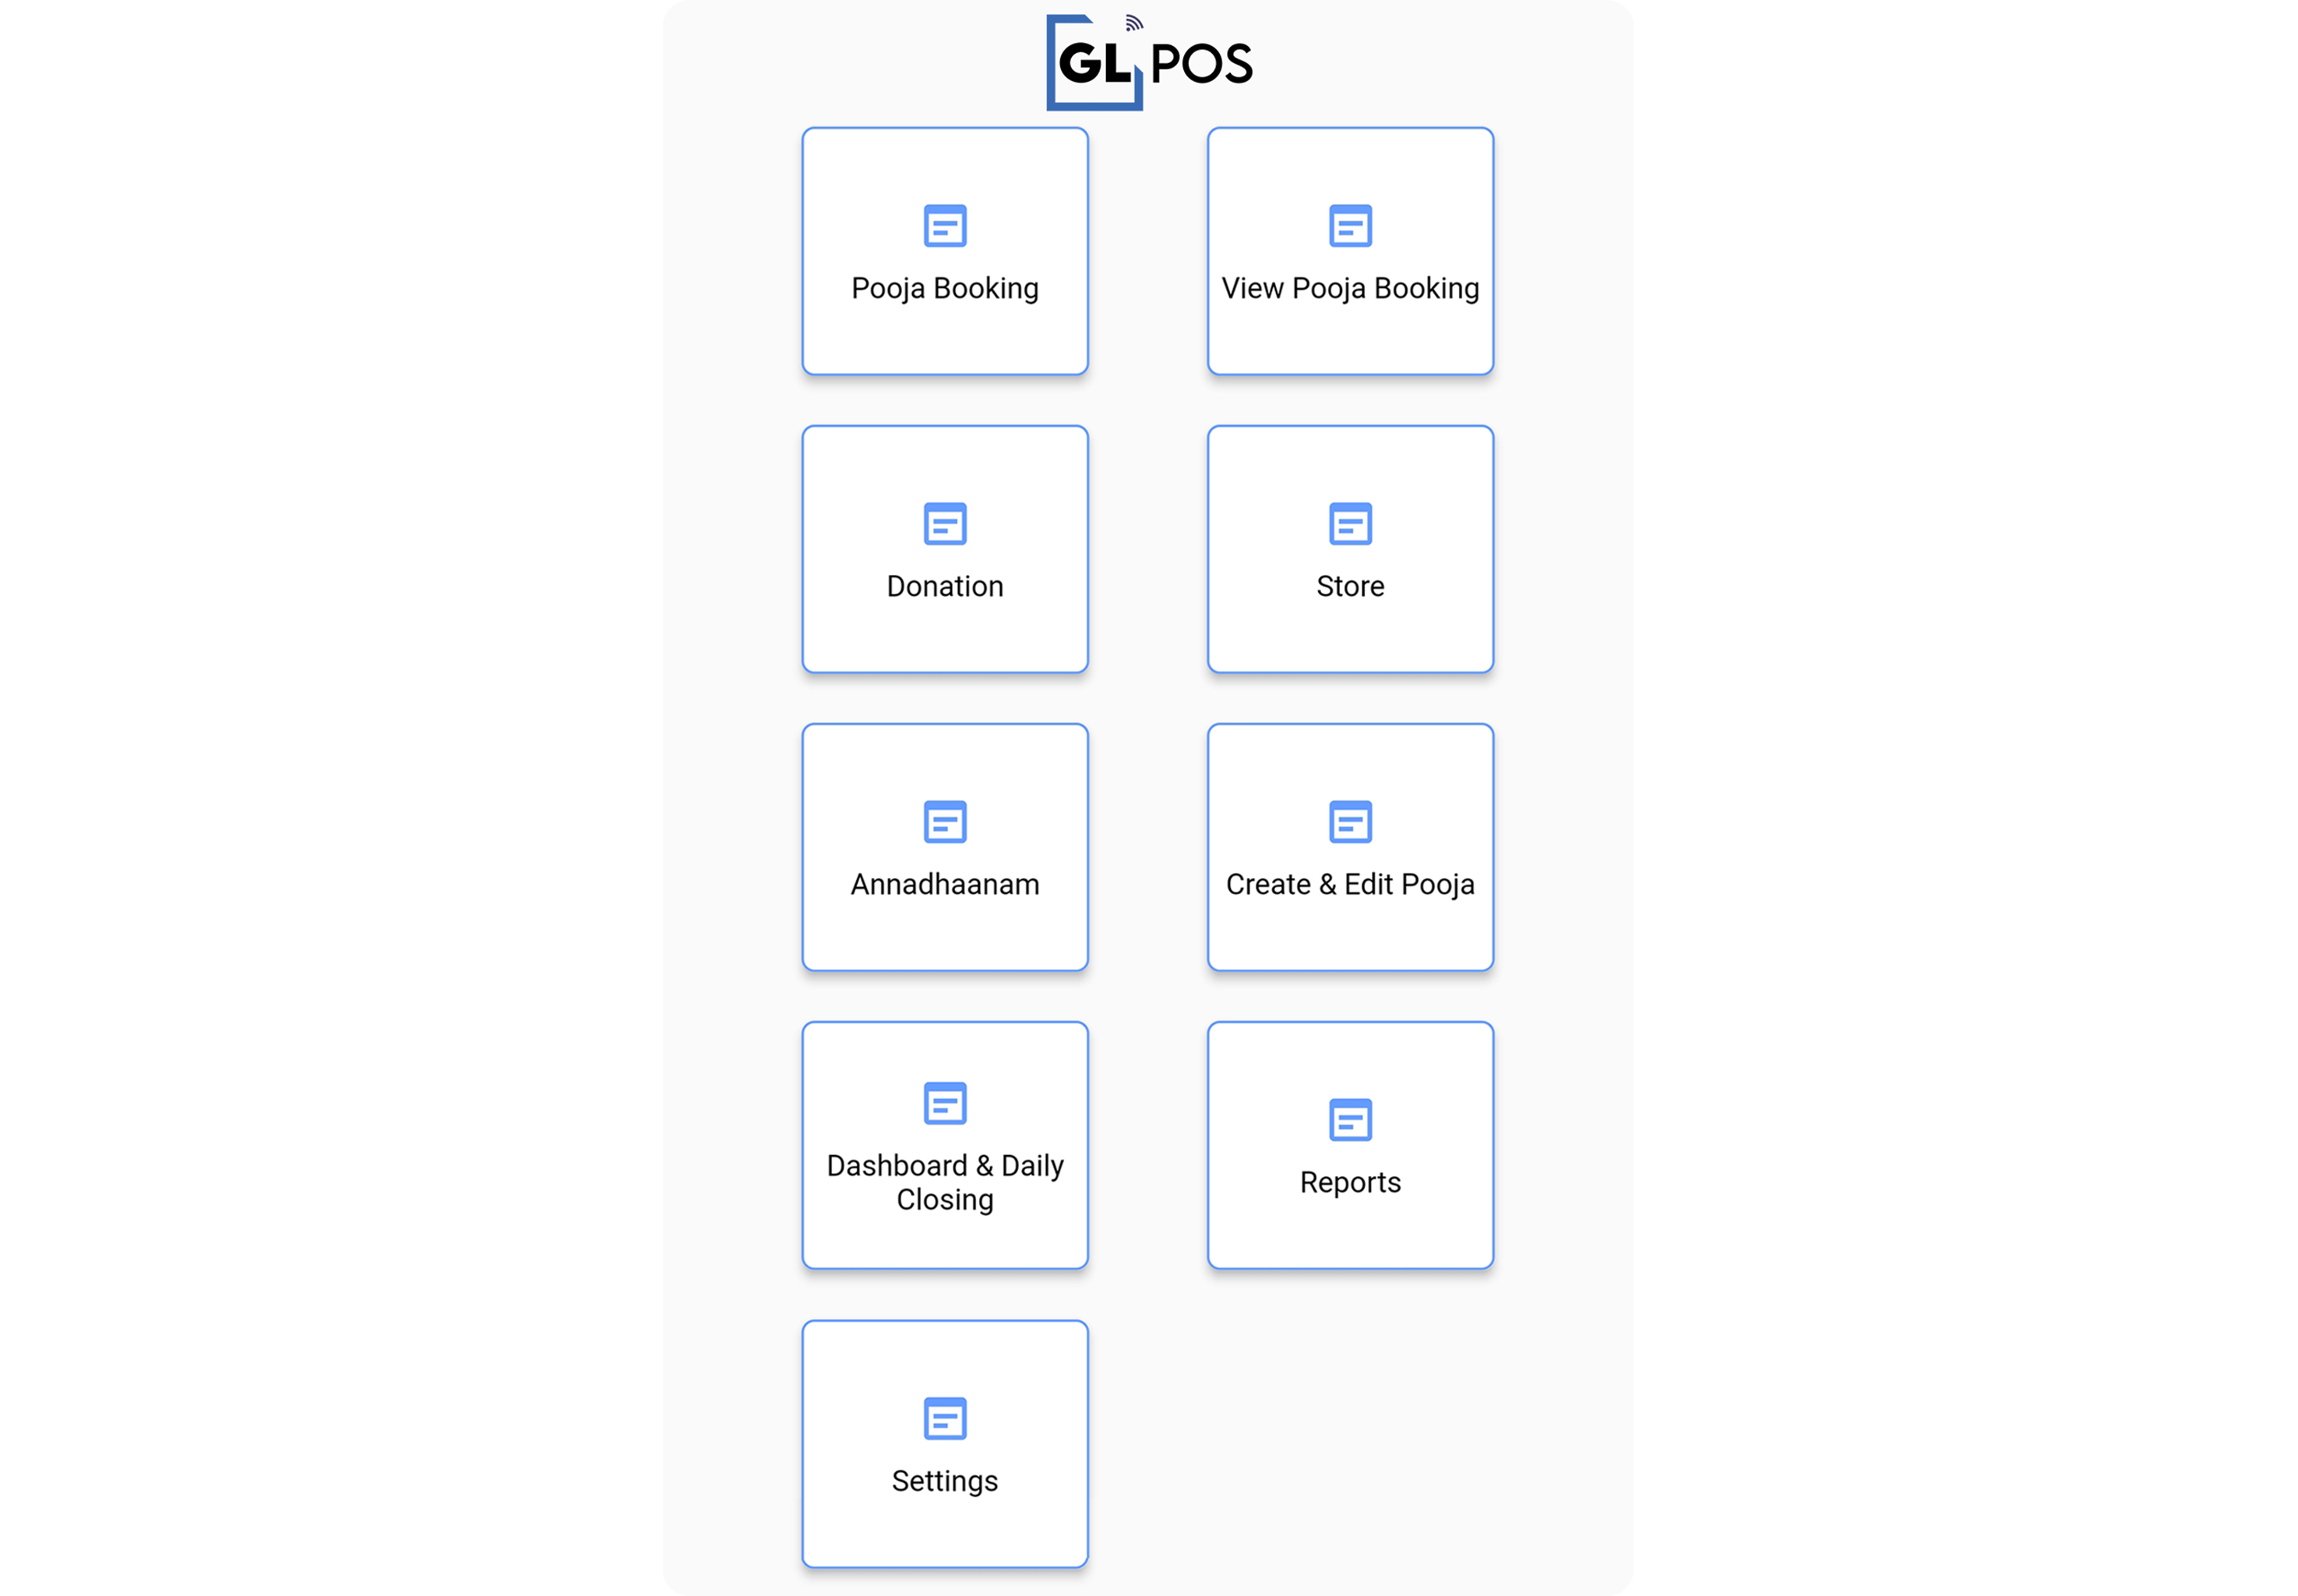 GL POS
Pooja Booking
View Pooja Booking
Donation
Store
Annadhaanam
Create & Edit Pooja
Dashboard & Daily
Closing
Reports
Settings